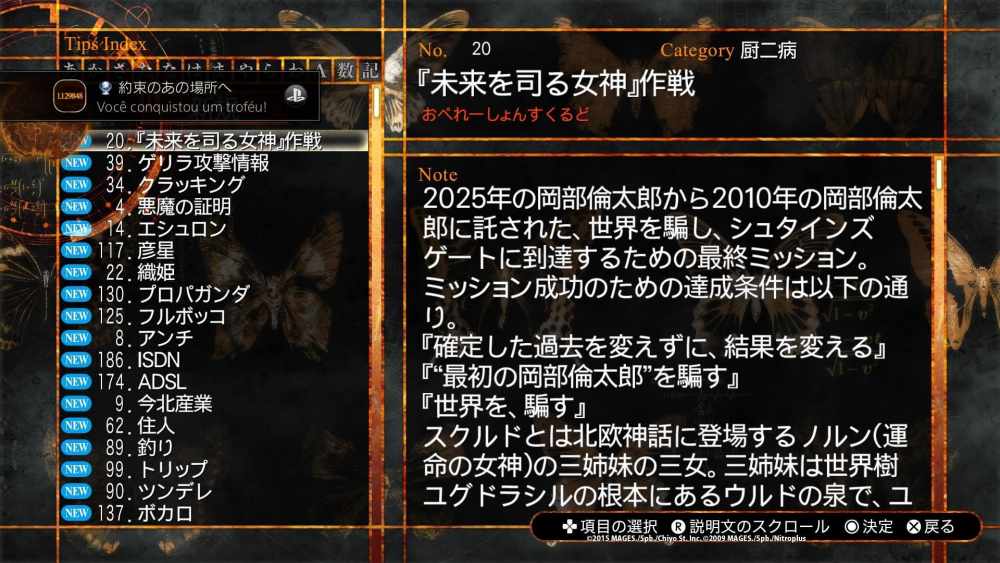 Tips Index
No. 20
Category 厨二病
あ か さ た な は ま や ら わ A 数 記
1.129848
約束のあの場所へ
Você conquistou um troféu!
『未来を司る女神』作戦
おぺれーしょんすくるど
20.『未来を司る女神』作戦
NEW 39. ゲリラ攻撃情報
NEW 34. クラッキング
NEW 4. 悪魔の証明
NEW 14. エシュロン
NEW 117. 彦星
NEW 22. 織姫
NEW 130. プロパガンダ
NEW 125. フルボッコ
NEW 8. アンチ
NEW 186. ISDN
NEW 174. ADSL
NEW 9. 今北産業
NEW 62. 住人
NEW 89. 釣り
NEW 99. トリップ
NEW 90. ツンデレ
NEW 137. ボカロ
Note
2025年の岡部倫太郎から2010年の岡部倫太
郎に託された、世界を騙し、シュタインズ
ゲートに到達するための最終ミッション。
ミッション成功のための達成条件は以下の通
り。
『確定した過去を変えずに、結果を変える』
『“最初の岡部倫太郎”を騙す』
『世界を、騙す』
スクルドとは北欧神話に登場するノルン(運
命の女神)の三姉妹の三女。三姉妹は世界樹
ユグドラシルの根本にあるウルドの泉で、ユ
項目の選択 R 説明文のスクロール 決定 戻る
©2015 MAGES./5pb./Chiyo St. Inc. ©2009 MAGES./5pb./Nitroplus